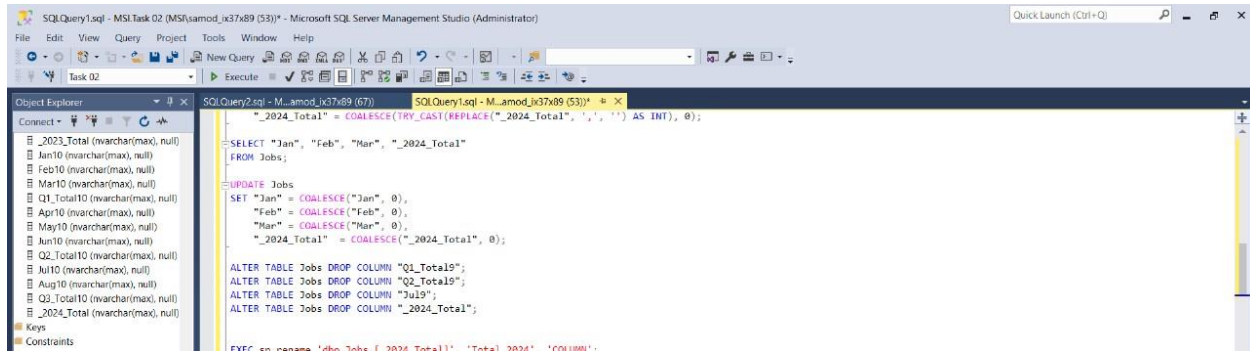 SQLQuery1.sql - MSI.Task 02 (MSI\samod_ix37x89 (53))* - Microsoft SQL Server Management Studio (Administrator)
Quick Launch (Ctrl+Q)
File Edit View Query Project Tools Window Help
New Query
Task 02
Execute
Object Explorer
SQLQuery2.sql - M...amod_ix37x89 (67))
SQLQuery1.sql - M...amod_ix37x89 (53))*
Connect
_2023_Total (nvarchar(max), null)
Jan10 (nvarchar(max), null)
Feb10 (nvarchar(max), null)
Mar10 (nvarchar(max), null)
Q1_Total10 (nvarchar(max), null)
Apr10 (nvarchar(max), null)
May10 (nvarchar(max), null)
Jun10 (nvarchar(max), null)
Q2_Total10 (nvarchar(max), null)
Jul10 (nvarchar(max), null)
Aug10 (nvarchar(max), null)
Q3_Total10 (nvarchar(max), null)
_2024_Total (nvarchar(max), null)
Keys
Constraints
"_2024_Total" = COALESCE(TRY_CAST(REPLACE("_2024_Total", ',', '') AS INT), 0);
SELECT "Jan", "Feb", "Mar", "_2024_Total"
FROM Jobs;
UPDATE Jobs
SET "Jan" = COALESCE("Jan", 0),
"Feb" = COALESCE("Feb", 0),
"Mar" = COALESCE("Mar", 0),
"_2024_Total" = COALESCE("_2024_Total", 0);
ALTER TABLE Jobs DROP COLUMN "Q1_Total9";
ALTER TABLE Jobs DROP COLUMN "Q2_Total9";
ALTER TABLE Jobs DROP COLUMN "Jul9";
ALTER TABLE Jobs DROP COLUMN "_2024_Total";
EXEC sp_rename 'dbo.Jobs.[_2024_Total]', 'Total_2024', 'COLUMN';